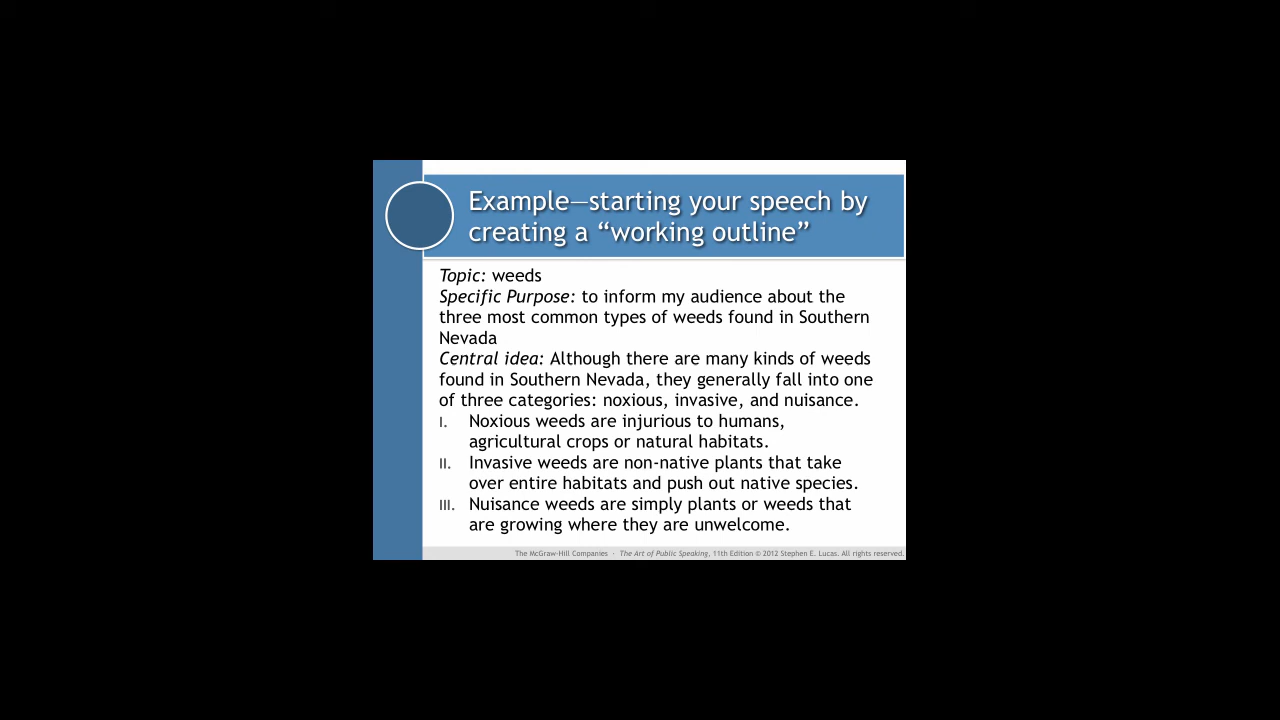 Example—starting your speech by
creating a “working outline”
Topic: weeds
Specific Purpose: to inform my audience about the
three most common types of weeds found in Southern
Nevada
Central idea: Although there are many kinds of weeds
found in Southern Nevada, they generally fall into one
of three categories: noxious, invasive, and nuisance.
I. Noxious weeds are injurious to humans,
agricultural crops or natural habitats.
II. Invasive weeds are non-native plants that take
over entire habitats and push out native species.
III. Nuisance weeds are simply plants or weeds that
are growing where they are unwelcome.
The McGraw-Hill Companies - The Art of Public Speaking, 11th Edition © 2012 Stephen E. Lucas. All rights reserved.